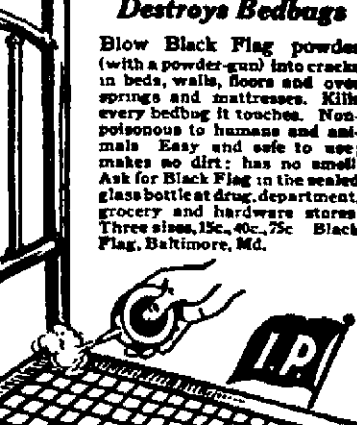 Destroys Bedbugs
Blow Black Flag powder
(with a powder-gun) into cracks
in beds, walls, floors and over
springs and mattresses. Kills
every bedbug it touches. Non-
poisonous to humans and ani-
mals Easy and safe to use;
makes no dirt; has no smell.
Ask for Black Flag in the sealed
glass bottle at drug, department,
grocery and hardware stores.
Three sizes, 15c., 40c., 75c Black
Flag, Baltimore, Md.
I.P.